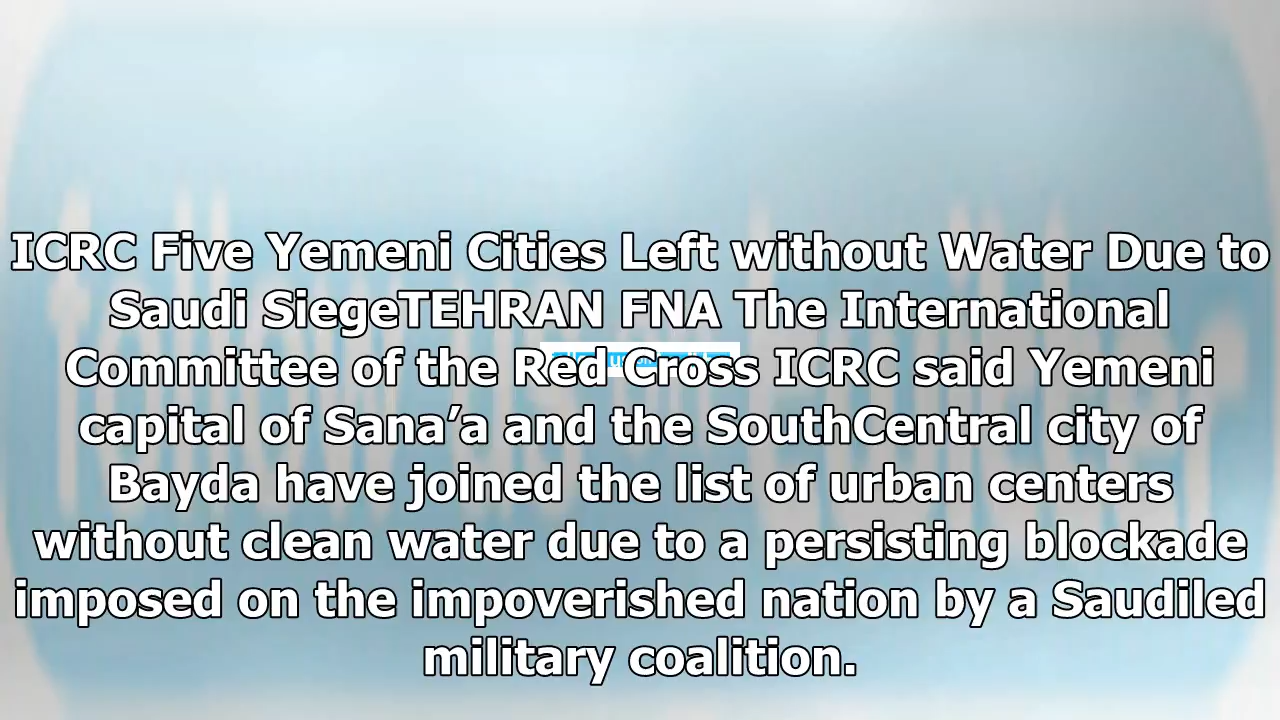 ICRC Five Yemeni Cities Left without Water Due to
Saudi SiegeTEHRAN FNA The International
Committee of the Red Cross ICRC said Yemeni
capital of Sana’a and the SouthCentral city of
Bayda have joined the list of urban centers
without clean water due to a persisting blockade
imposed on the impoverished nation by a Saudiled
military coalition.